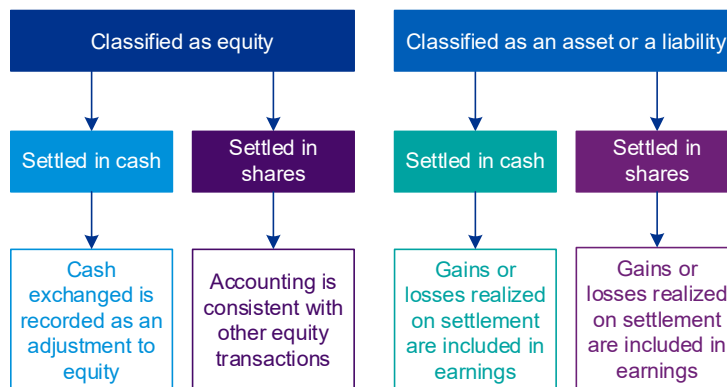 Classified as equity
Classified as an asset or a liability
Settled in cash
Settled in
shares
Settled in cash
Settled in
shares
Cash
exchanged is
recorded as an
adjustment to
equity
Accounting is
consistent with
other equity
transactions
Gains or
losses realized
on settlement
are included in
earnings
Gains or
losses realized
on settlement
are included in
earnings